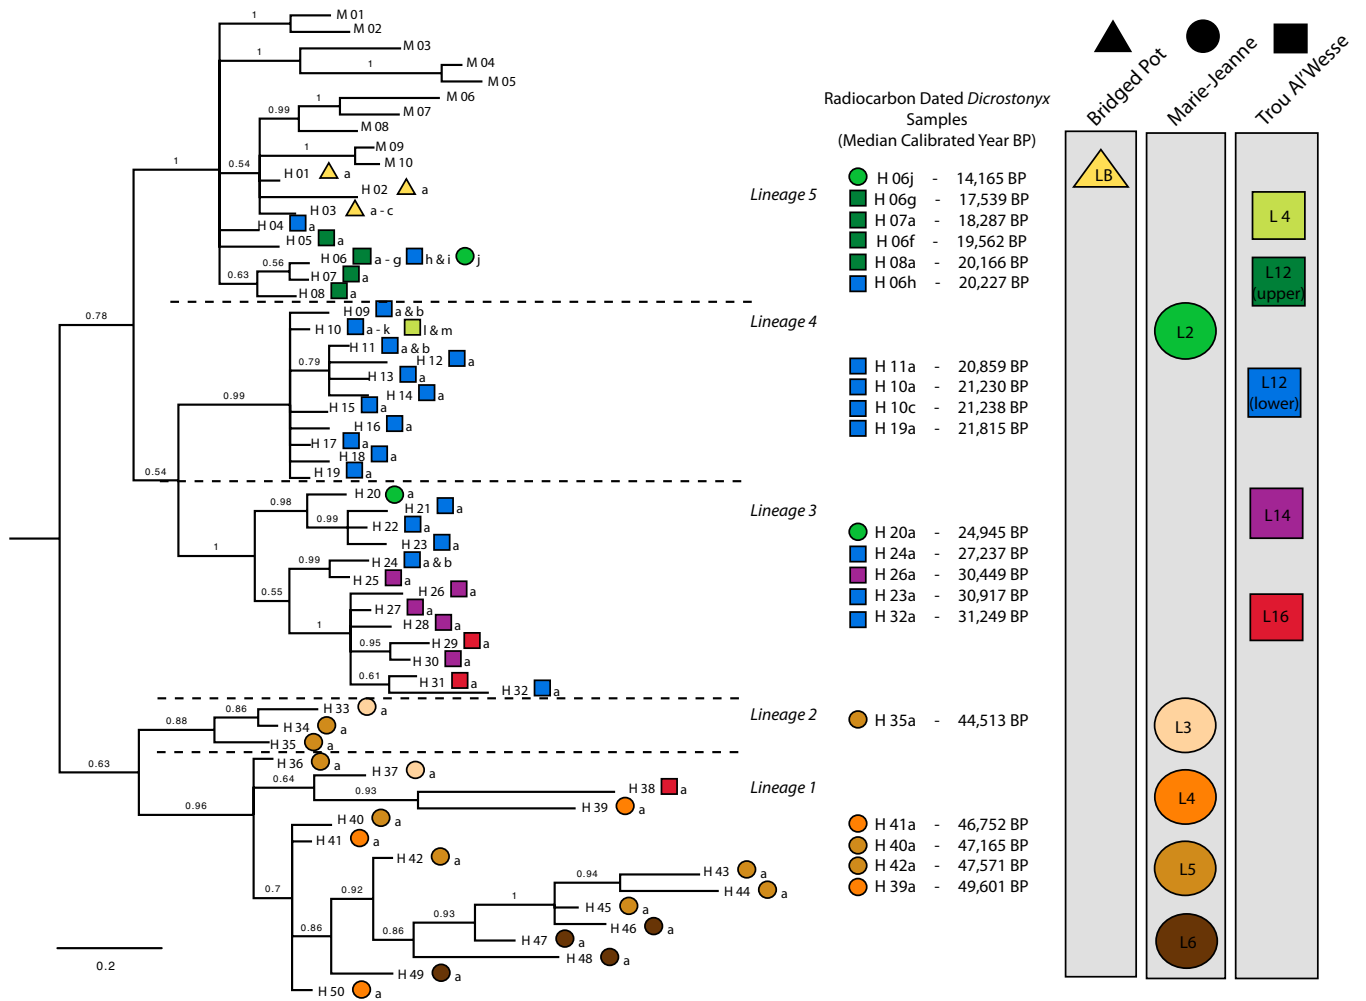 1
M 01
M 02
M 03
1
M 04
1
M 05
M 06
1
0.99
M 07
M 08
M 09
1
M 10
1
0.54
H 01 a
H 02 a
H 03 a - c
H 04 a
H 05 a
H 06 a - g h & i j
0.56
H 07 a
0.63
H 08 a
0.78
H 09 a & b
H 10 a - k l & m
H 11 a & b
H 12 a
0.79
H 13 a
H 14 a
0.99
H 15 a
H 16 a
H 17 a
H 18 a
H 19 a
0.54
H 20 a
0.98
H 21 a
0.99
H 22 a
H 23 a
1
H 24 a & b
0.99
H 25 a
0.55
H 26 a
H 27 a
1
H 28 a
H 29 a
0.95
H 30 a
0.61
H 31 a
H 32 a
H 33 a
0.86
0.88
H 34 a
H 35 a
0.63
H 36 a
H 37 a
0.64
H 38 a
0.93
H 39 a
0.96
H 40 a
H 41 a
H 42 a
H 43 a
0.94
H 44 a
0.7
0.92
1
H 45 a
0.93
H 46 a
0.86
0.86
H 47 a
H 48 a
H 49 a
H 50 a
0.2
Lineage 5
Lineage 4
Lineage 3
Lineage 2
Lineage 1
Radiocarbon Dated Dicrostonyx
Samples
(Median Calibrated Year BP)
H 06j - 14,165 BP
H 06g - 17,539 BP
H 07a - 18,287 BP
H 06f - 19,562 BP
H 08a - 20,166 BP
H 06h - 20,227 BP
H 11a - 20,859 BP
H 10a - 21,230 BP
H 10c - 21,238 BP
H 19a - 21,815 BP
H 20a - 24,945 BP
H 24a - 27,237 BP
H 26a - 30,449 BP
H 23a - 30,917 BP
H 32a - 31,249 BP
H 35a - 44,513 BP
H 41a - 46,752 BP
H 40a - 47,165 BP
H 42a - 47,571 BP
H 39a - 49,601 BP
Bridged Pot
Marie-Jeanne
Trou Al'Wesse
LB
L2
L3
L4
L5
L6
L 4
L12
(upper)
L12
(lower)
L14
L16